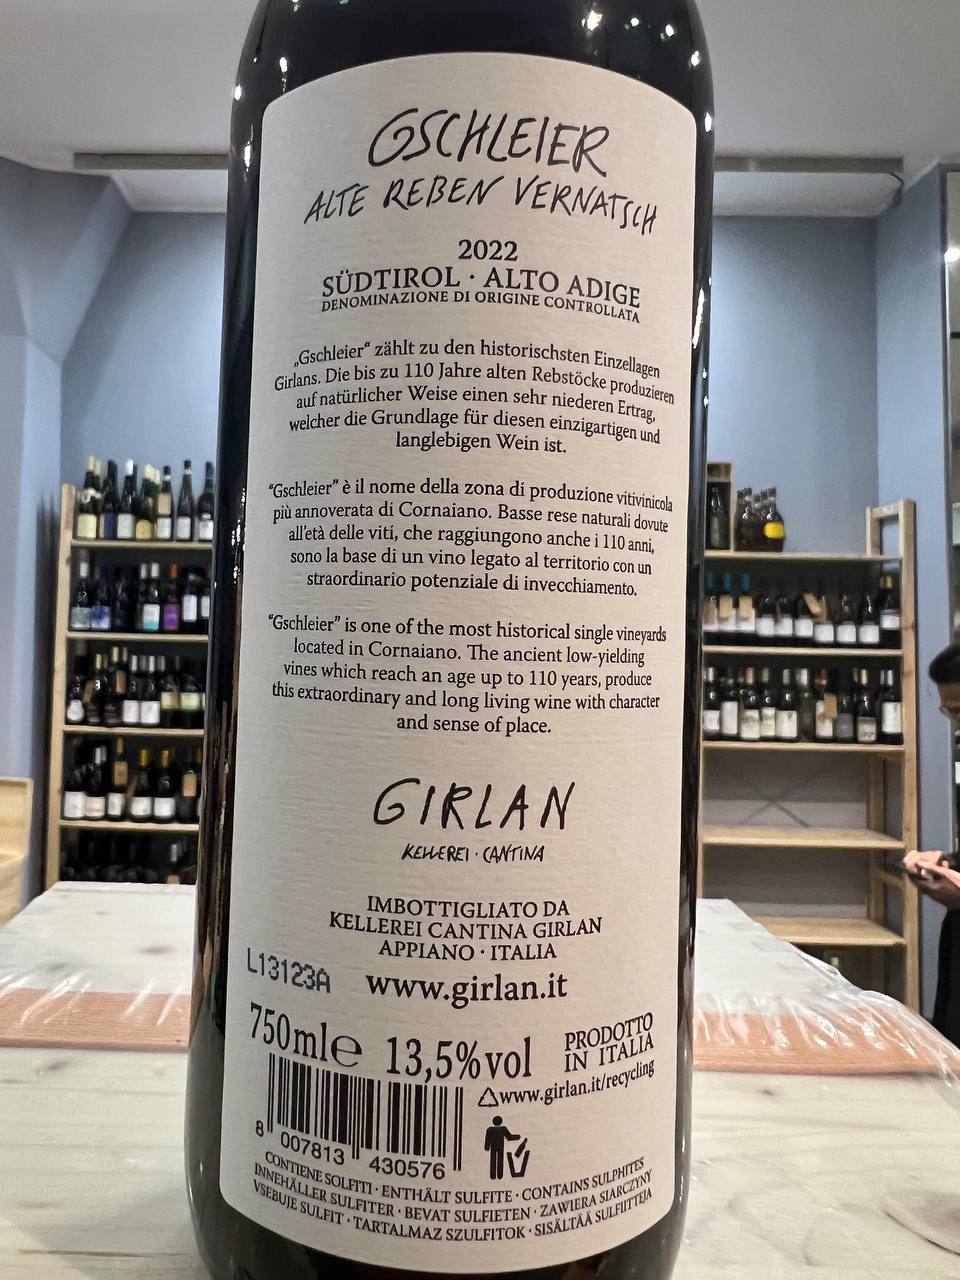 GSCHLEIER
ALTE REBEN VERNATSCH
2022
SÜDTIROL · ALTO ADIGE
DENOMINAZIONE DI ORIGINE CONTROLLATA
„Gschleier“ zählt zu den historischsten Einzellagen
Girlans. Die bis zu 110 Jahre alten Rebstöcke produzieren
auf natürlicher Weise einen sehr niederen Ertrag,
welcher die Grundlage für diesen einzigartigen und
langlebigen Wein ist.
“Gschleier” è il nome della zona di produzione vitivinicola
più annoverata di Cornaiano. Basse rese naturali dovute
all'età delle viti, che raggiungono anche i 110 anni,
sono la base di un vino legato al territorio con un
straordinario potenziale di invecchiamento.
“Gschleier” is one of the most historical single vineyards
located in Cornaiano. The ancient low-yielding
vines which reach an age up to 110 years, produce
this extraordinary and long living wine with character
and sense of place.
GIRLAN
KELLEREI · CANTINA
IMBOTTIGLIATO DA
KELLEREI CANTINA GIRLAN
APPIANO · ITALIA
L13123A
www.girlan.it
750ml℮ 13,5%vol
PRODOTTO
IN ITALIA
www.girlan.it/recycling
8 007813 430576
CONTIENE SOLFITI · ENTHÄLT SULFITE · CONTAINS SULPHITES
INNEHÅLLER SULFITER · BEVAT SULFIETEN · ZAWIERA SIARCZYNY
VSEBUJE SULFIT · TARTALMAZ SZULFITOK · SISÄLTÄÄ SULFIITTEJA